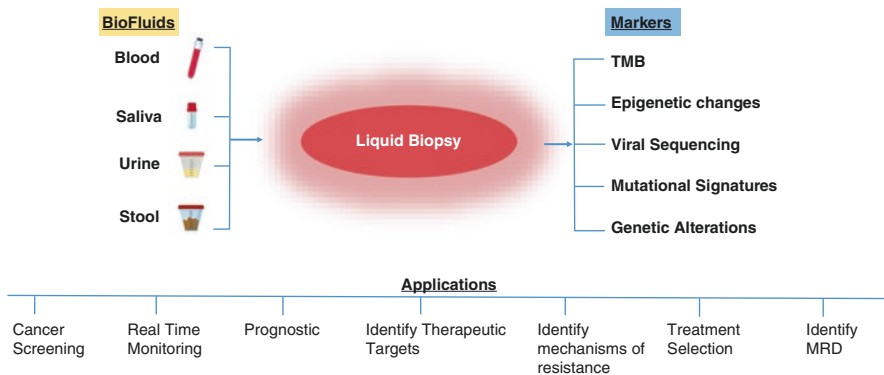 BioFluids
Blood
Saliva
Urine
Stool
Liquid Biopsy
Markers
TMB
Epigenetic changes
Viral Sequencing
Mutational Signatures
Genetic Alterations
Applications
Cancer
Screening
Real Time
Monitoring
Prognostic
Identify Therapeutic
Targets
Identify
mechanisms of
resistance
Treatment
Selection
Identify
MRD